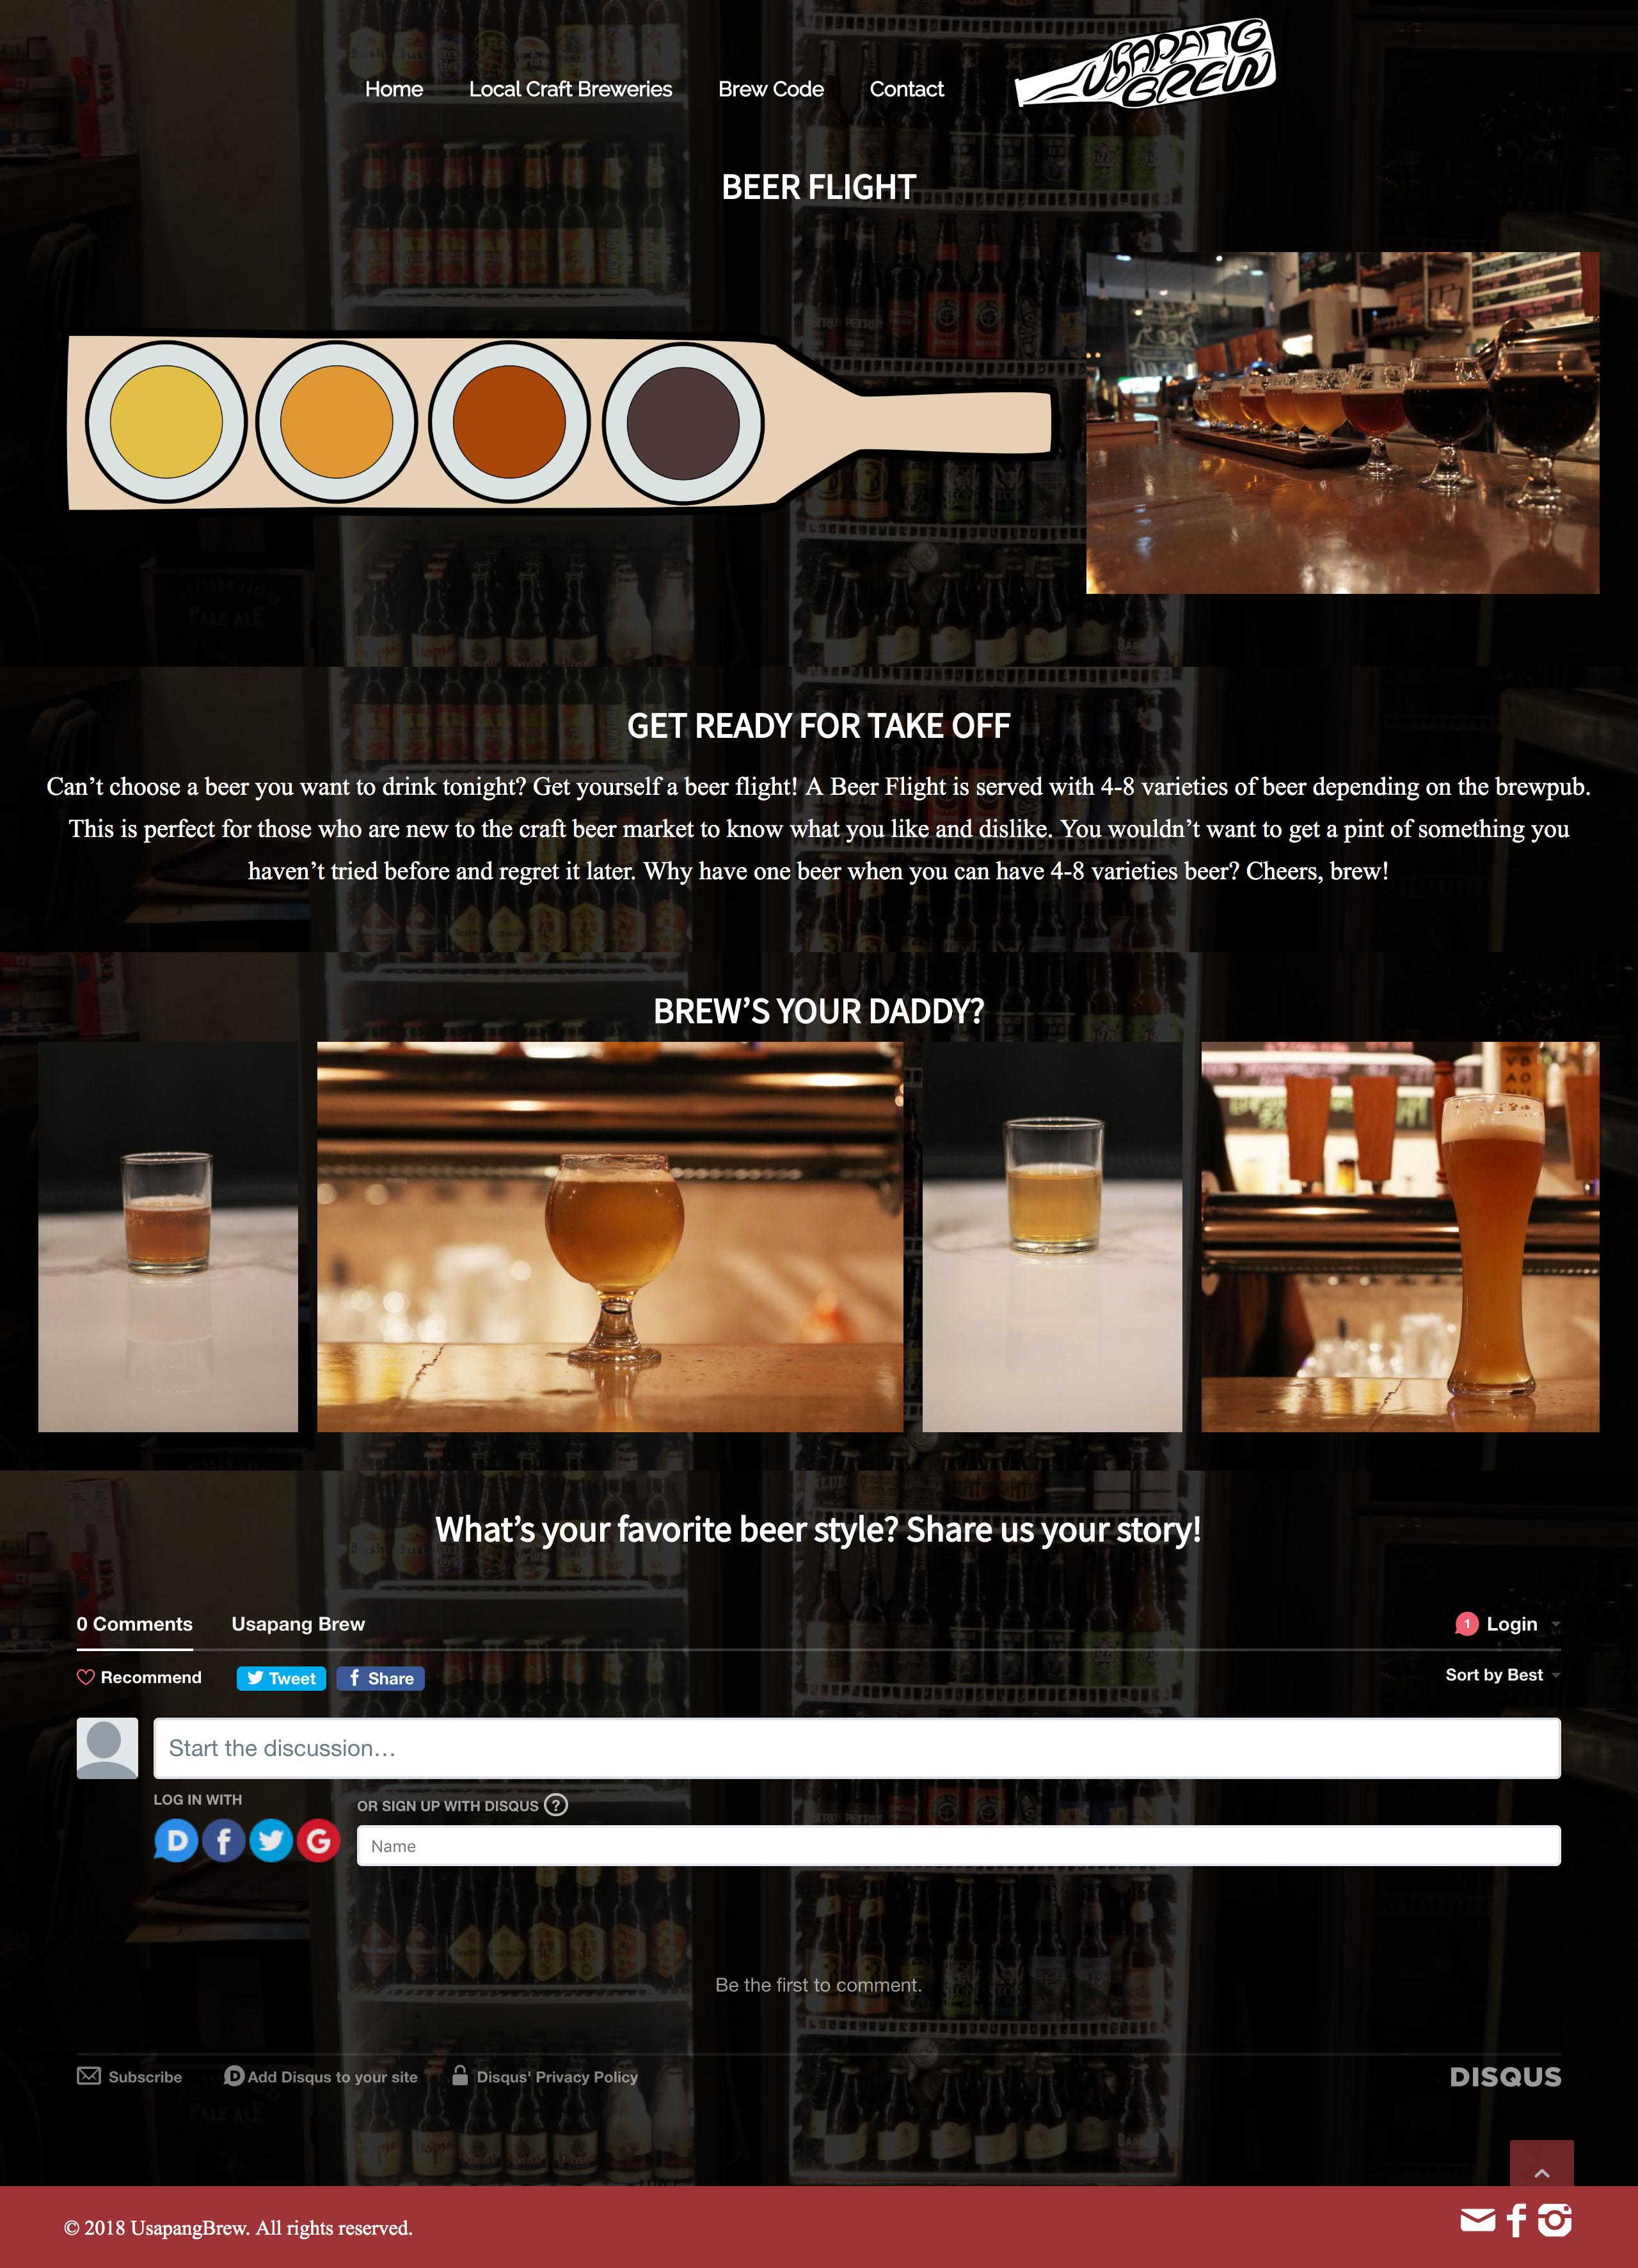 Home Local Craft Breweries Brew Code Contact
USAPANG
BREW
BEER FLIGHT
PALE ALE
GET READY FOR TAKE OFF
Can’t choose a beer you want to drink tonight? Get yourself a beer flight! A Beer Flight is served with 4-8 varieties of beer depending on the brewpub.
This is perfect for those who are new to the craft beer market to know what you like and dislike. You wouldn’t want to get a pint of something you
haven’t tried before and regret it later. Why have one beer when you can have 4-8 varieties beer? Cheers, brew!
BREW’S YOUR DADDY?
What’s your favorite beer style? Share us your story!
0 Comments Usapang Brew 1 Login
Recommend Tweet f Share Sort by Best
Start the discussion…
LOG IN WITH
OR SIGN UP WITH DISQUS ?
D f G
Name
Be the first to comment.
Subscribe D Add Disqus to your site Disqus' Privacy Policy DISQUS
PALE ALE
© 2018 UsapangBrew. All rights reserved.